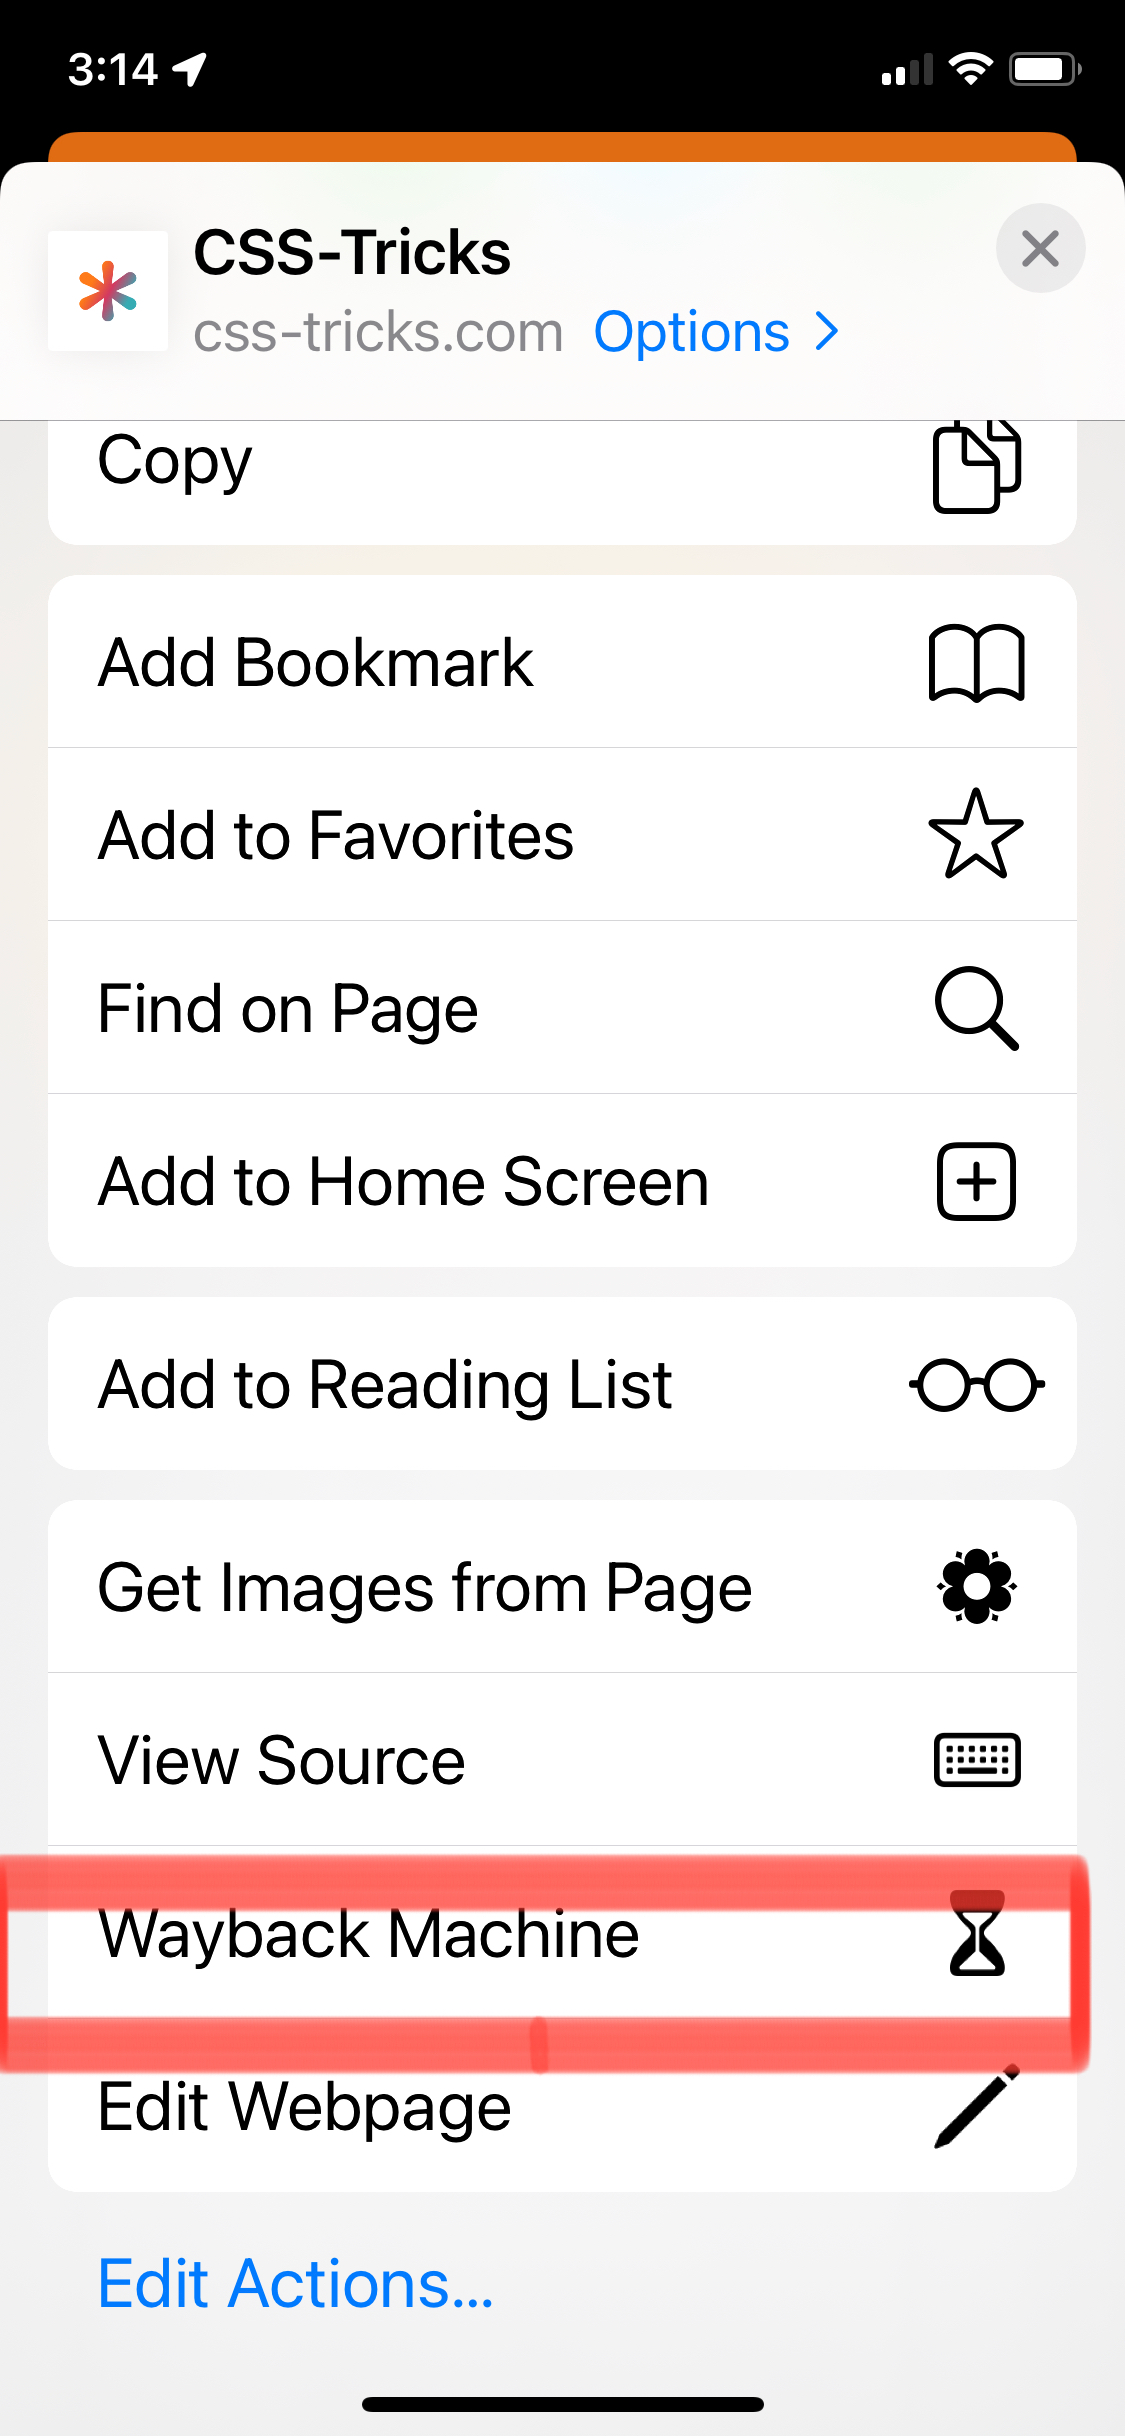 3:14
CSS-Tricks
css-tricks.com Options
Copy
Add Bookmark
Add to Favorites
Find on Page
Add to Home Screen
Add to Reading List
Get Images from Page
View Source
Wayback Machine
Edit Webpage
Edit Actions...